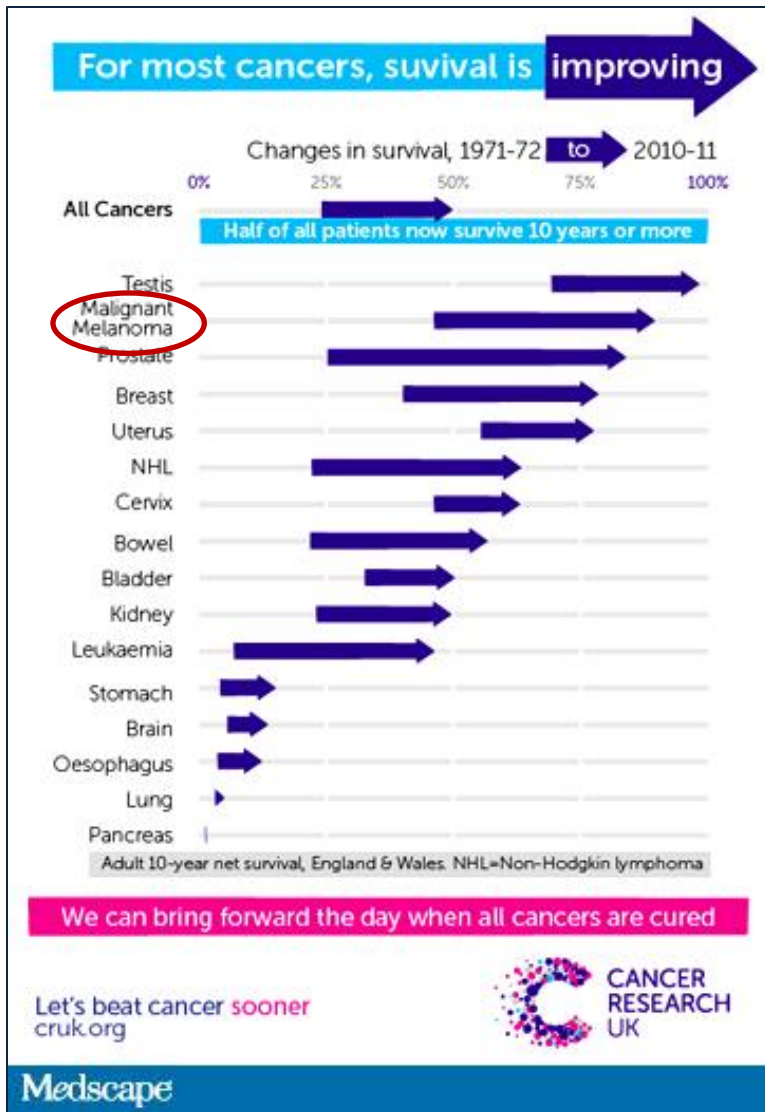 For most cancers, suvival is improving
Changes in survival, 1971-72 to 2010-11
0% 25% 50% 75% 100%
All Cancers
Half of all patients now survive 10 years or more
Testis
Malignant
Melanoma
Prostate
Breast
Uterus
NHL
Cervix
Bowel
Bladder
Kidney
Leukaemia
Stomach
Brain
Oesophagus
Lung
Pancreas
Adult 10-year net survival, England & Wales. NHL=Non-Hodgkin lymphoma
We can bring forward the day when all cancers are cured
Let's beat cancer sooner
cruk.org
CANCER
RESEARCH
UK
Medscape